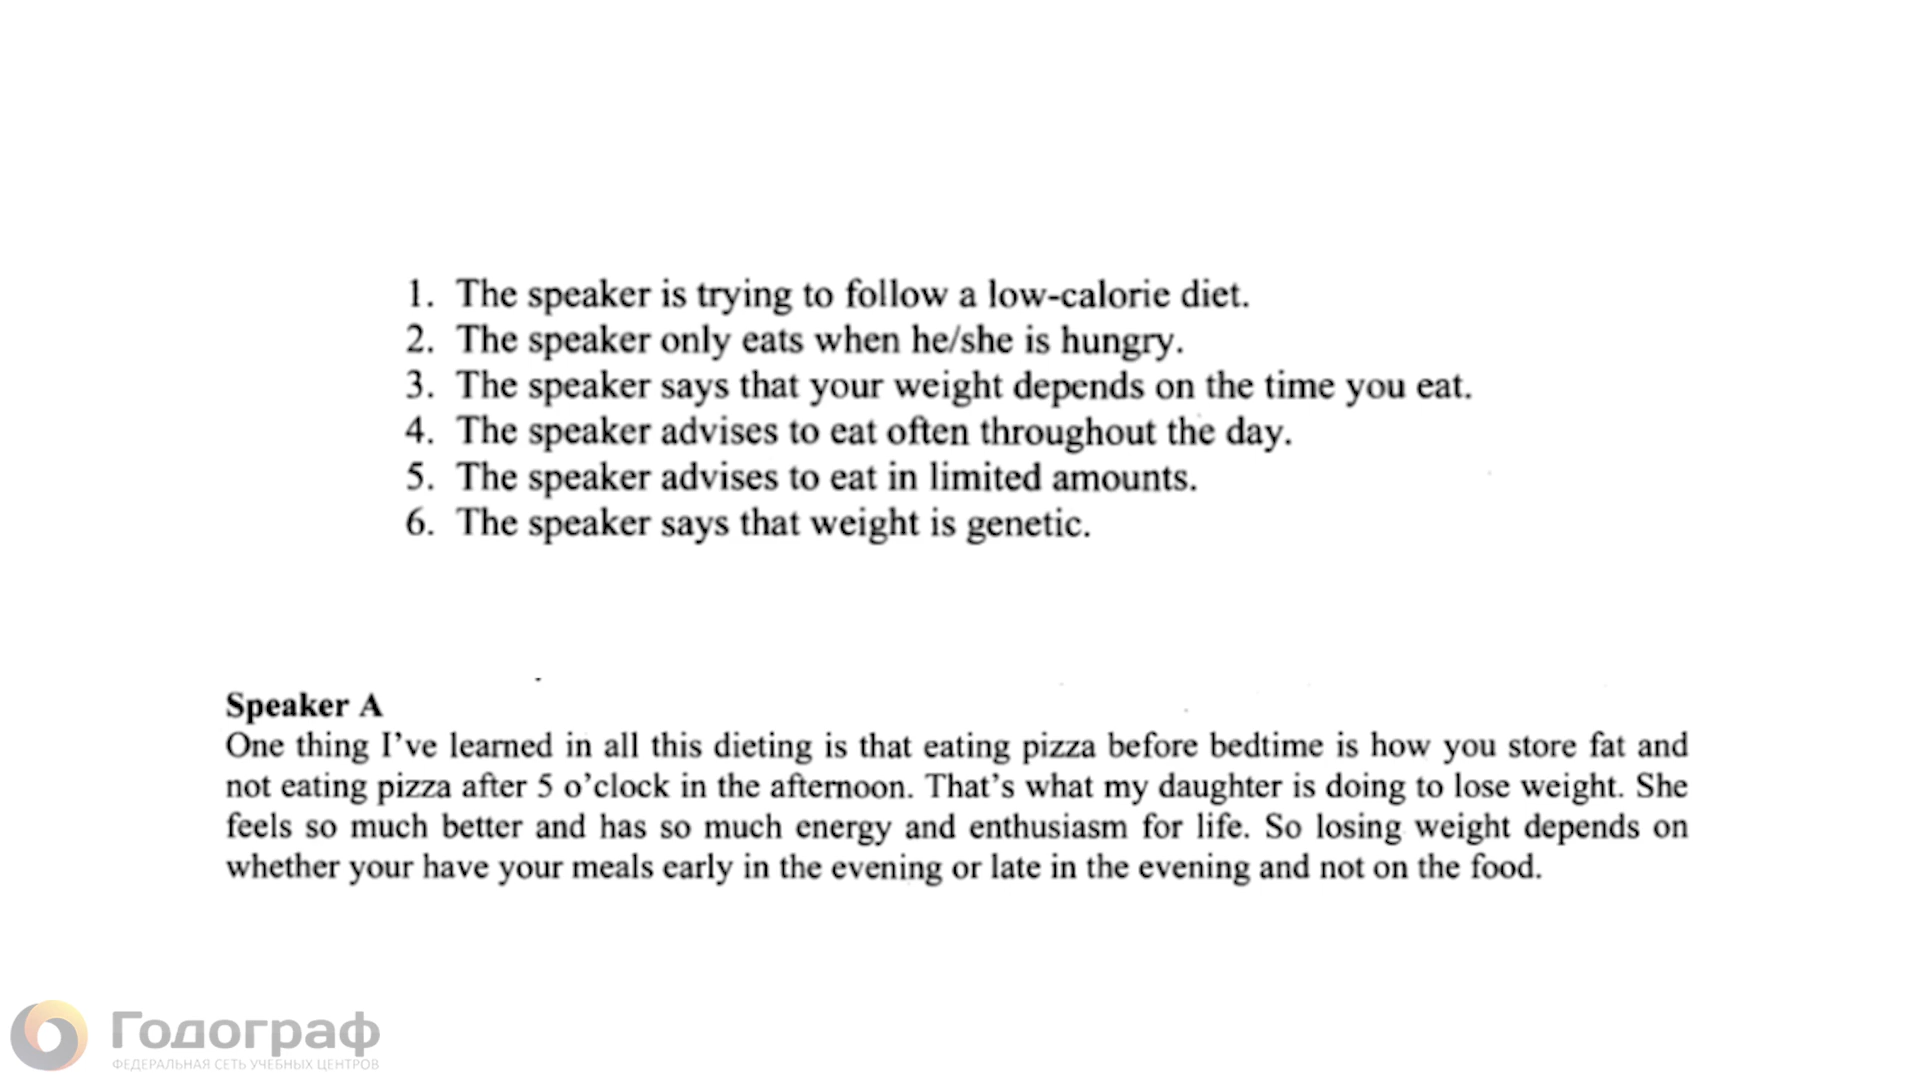 1. The speaker is trying to follow a low-calorie diet.
2. The speaker only eats when he/she is hungry.
3. The speaker says that your weight depends on the time you eat.
4. The speaker advises to eat often throughout the day.
5. The speaker advises to eat in limited amounts.
6. The speaker says that weight is genetic.
Speaker A
One thing I've learned in all this dieting is that eating pizza before bedtime is how you store fat and
not eating pizza after 5 o'clock in the afternoon. That's what my daughter is doing to lose weight. She
feels so much better and has so much energy and enthusiasm for life. So losing weight depends on
whether your have your meals early in the evening or late in the evening and not on the food.
Годограф
ФЕДЕРАЛЬНАЯ СЕТЬ УЧЕБНЫХ ЦЕНТРОВ